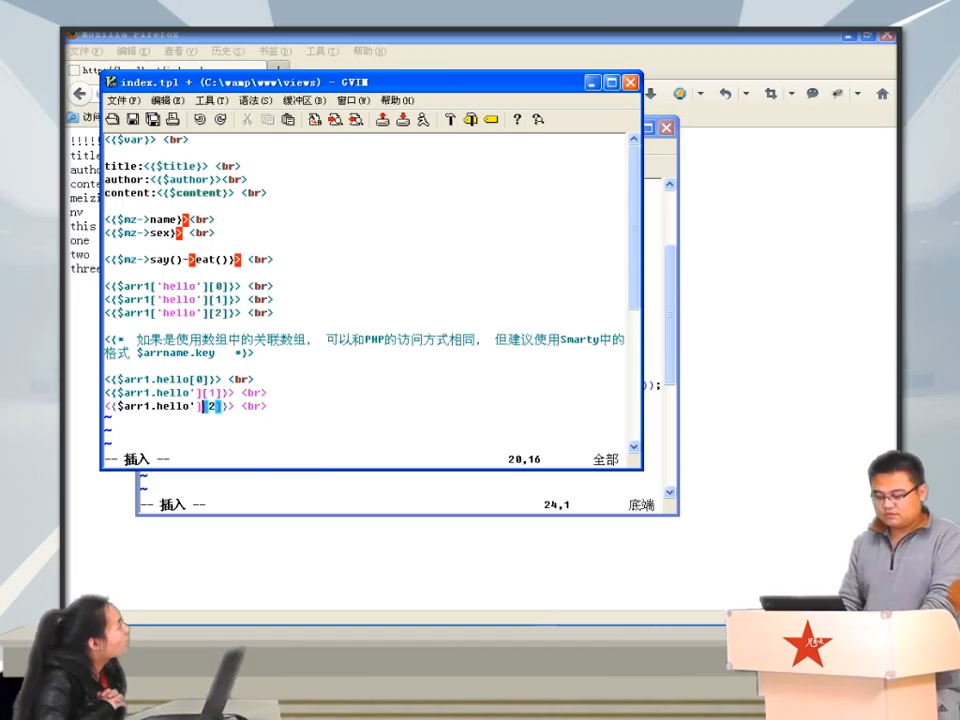 Mozilla Firefox
文件(F) 编辑(E) 查看(V) 历史(S) 书签(B) 工具(T) 帮助(H)
index.tpl + (C:\wamp\www\views) - GVIM
文件(F) 编辑(E) 工具(T) 语法(S) 缓冲区(B) 窗口(W) 帮助(H)
访问
!!!!!
title
autho
conte
meizi
nv
this
one
two
three
<{$var}> <br>
title:<{$title}> <br>
author:<{$author}><br>
content:<{$content}> <br>
<{$mz->name}><br>
<{$mz->sex}> <br>
<{$mz->say()->eat()}> <br>
<{$arr1['hello'][0]}> <br>
<{$arr1['hello'][1]}> <br>
<{$arr1['hello'][2]}> <br>
<{* 如果是使用数组中的关联数组, 可以和PHP的访问方式相同, 但建议使用Smarty中的
格式 $arrname.key *}>
<{$arr1.hello[0]}> <br>
<{$arr1.hello'][1]}> <br>
<{$arr1.hello'][2]}> <br>
~
~
~
-- 插入 -- 20,16 全部
);
~
~
-- 插入 -- 24,1 底端